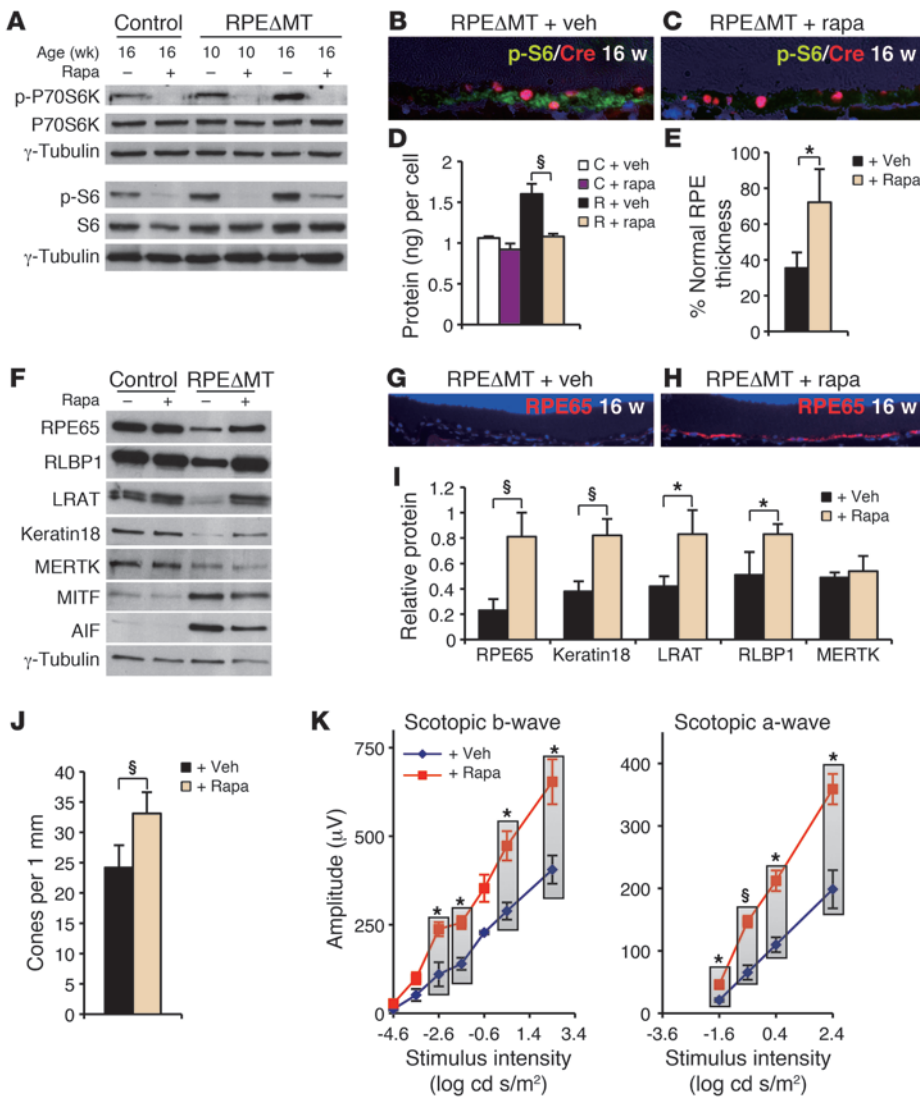 A
Control RPEΔMT
Age (wk) 16 16 10 10 16 16
Rapa – + – + – +
p-P70S6K
P70S6K
γ-Tubulin
p-S6
S6
γ-Tubulin
B RPEΔMT + veh
p-S6/Cre 16 w
C RPEΔMT + rapa
p-S6/Cre 16 w
D
Protein (ng) per cell
2
1.5
1
0.5
0
§
C + veh
C + rapa
R + veh
R + rapa
E
% Normal RPE
thickness
100
80
60
40
20
0
*
+ Veh
+ Rapa
F
Control RPEΔMT
Rapa – + – +
RPE65
RLBP1
LRAT
Keratin18
MERTK
MITF
AIF
γ-Tubulin
G RPEΔMT + veh
RPE65 16 w
H RPEΔMT + rapa
RPE65 16 w
I
Relative protein
1.2
0.8
0.6
0.4
0.2
0
§ § * *
+ Veh
+ Rapa
RPE65 Keratin18 LRAT RLBP1 MERTK
J
Cones per 1 mm
40
35
30
25
20
15
10
5
0
§
+ Veh
+ Rapa
K
Scotopic b-wave
+ Veh
+ Rapa
Amplitude (µV)
750
500
250
0
* * * *
-4.6 -2.6 -0.6 1.4 3.4
Stimulus intensity
(log cd s/m²)
Scotopic a-wave
400
300
200
100
0
* § * *
-3.6 -1.6 0.4 2.4
Stimulus intensity
(log cd s/m²)